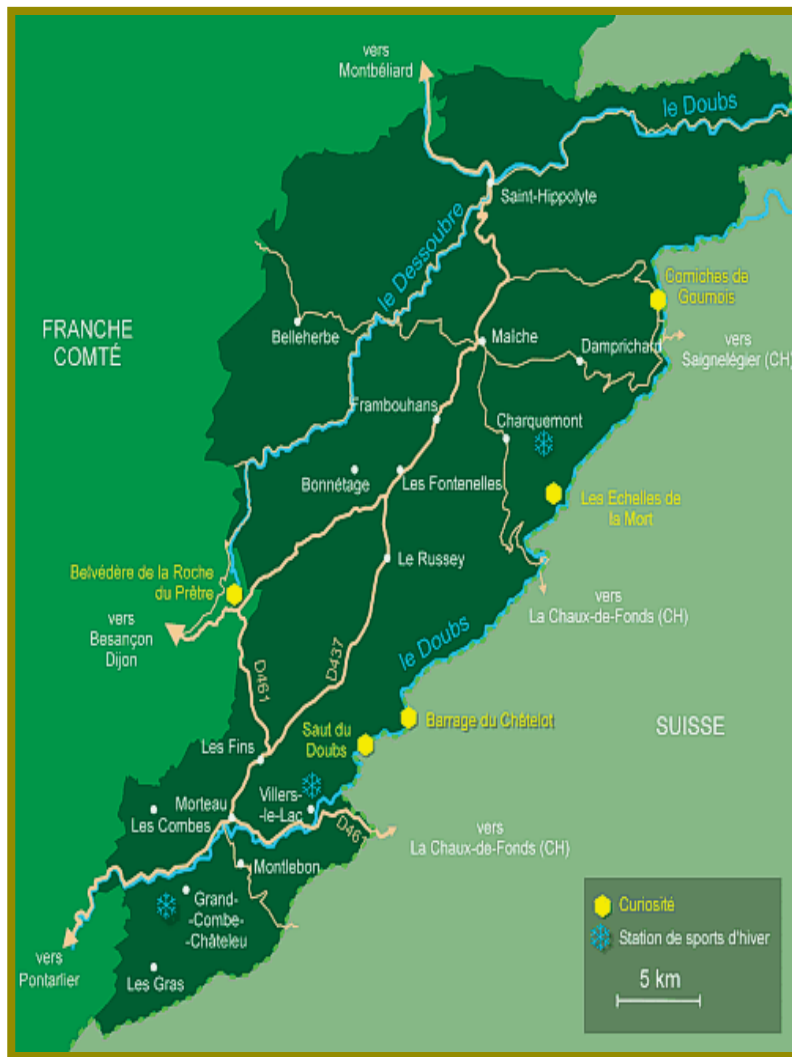 vers
Montbéliard
le Doubs
Saint-Hippolyte
le Dessoubre
Corniches de
Goumois
FRANCHE
COMTÉ
Belleherbe
Maîche
Damprichard
vers
Saignelégier (CH)
Frambouhans
Charquemont
Bonnétage
Les Fontenelles
Les Echelles de
la Mort
Le Russey
Belvédère de la Roche
du Prêtre
vers
La Chaux-de-Fonds (CH)
vers
Besançon
Dijon
le Doubs
D461
D437
Barrage du Châtelot
SUISSE
Saut du
Doubs
Les Fins
Villers-
-le-Lac
Morteau
Les Combes
D461
vers
La Chaux-de-Fonds (CH)
Montlebon
Grand-
-Combe-
-Châteleu
vers
Pontarlier
Les Gras
Curiosité
Station de sports d'hiver
5 km